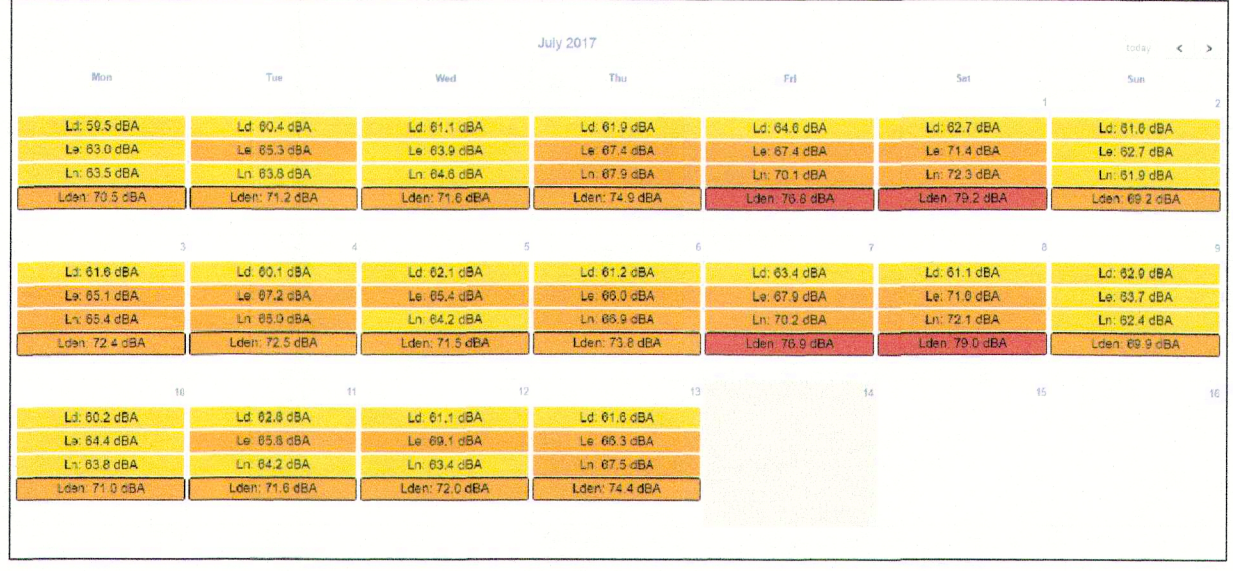 July 2017
today < >
Mon Tue Wed Thu Fri Sat Sun
1 2
Ld: 59.5 dBA Ld: 60.4 dBA Ld: 61.1 dBA Ld: 61.9 dBA Ld: 64.6 dBA Ld: 62.7 dBA Ld: 61.6 dBA
Le: 63.0 dBA Le: 65.3 dBA Le: 63.9 dBA Le: 67.4 dBA Le: 67.4 dBA Le: 71.4 dBA Le: 62.7 dBA
Ln: 63.5 dBA Ln: 63.8 dBA Ln: 64.6 dBA Ln: 67.9 dBA Ln: 70.1 dBA Ln: 72.3 dBA Ln: 61.9 dBA
Lden: 70.5 dBA Lden: 71.2 dBA Lden: 71.6 dBA Lden: 74.9 dBA Lden: 76.8 dBA Lden: 79.2 dBA Lden: 69.2 dBA
3 4 5 6 7 8 9
Ld: 61.6 dBA Ld: 60.1 dBA Ld: 62.1 dBA Ld: 61.2 dBA Ld: 63.4 dBA Ld: 61.1 dBA Ld: 62.9 dBA
Le: 65.1 dBA Le: 67.2 dBA Le: 65.4 dBA Le: 66.0 dBA Le: 67.9 dBA Le: 71.6 dBA Le: 63.7 dBA
Ln: 65.4 dBA Ln: 65.0 dBA Ln: 64.2 dBA Ln: 66.9 dBA Ln: 70.2 dBA Ln: 72.1 dBA Ln: 62.4 dBA
Lden: 72.4 dBA Lden: 72.5 dBA Lden: 71.5 dBA Lden: 73.8 dBA Lden: 76.9 dBA Lden: 79.0 dBA Lden: 69.9 dBA
10 11 12 13 14 15 16
Ld: 60.2 dBA Ld: 62.8 dBA Ld: 61.1 dBA Ld: 61.6 dBA
Le: 64.4 dBA Le: 65.8 dBA Le: 69.1 dBA Le: 66.3 dBA
Ln: 63.8 dBA Ln: 64.2 dBA Ln: 63.4 dBA Ln: 67.5 dBA
Lden: 71.0 dBA Lden: 71.6 dBA Lden: 72.0 dBA Lden: 74.4 dBA